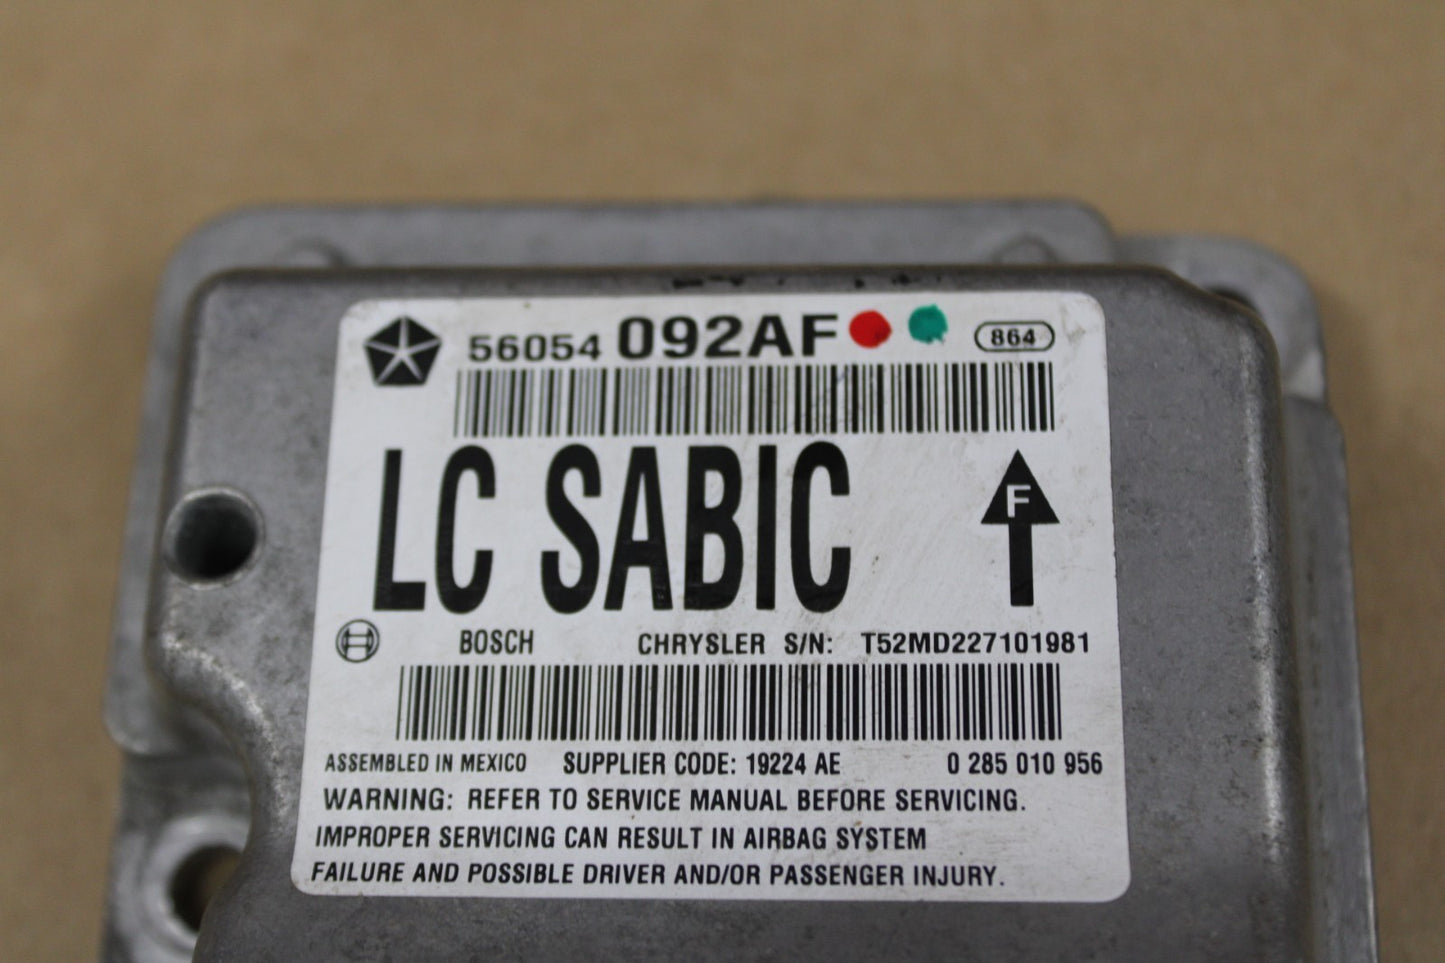 56054 092AF 864
LC SABIC
F
BOSCH CHRYSLER S/N: T52MD227101981
ASSEMBLED IN MEXICO SUPPLIER CODE: 19224 AE 0 285 010 956
WARNING: REFER TO SERVICE MANUAL BEFORE SERVICING.
IMPROPER SERVICING CAN RESULT IN AIRBAG SYSTEM
FAILURE AND POSSIBLE DRIVER AND/OR PASSENGER INJURY.